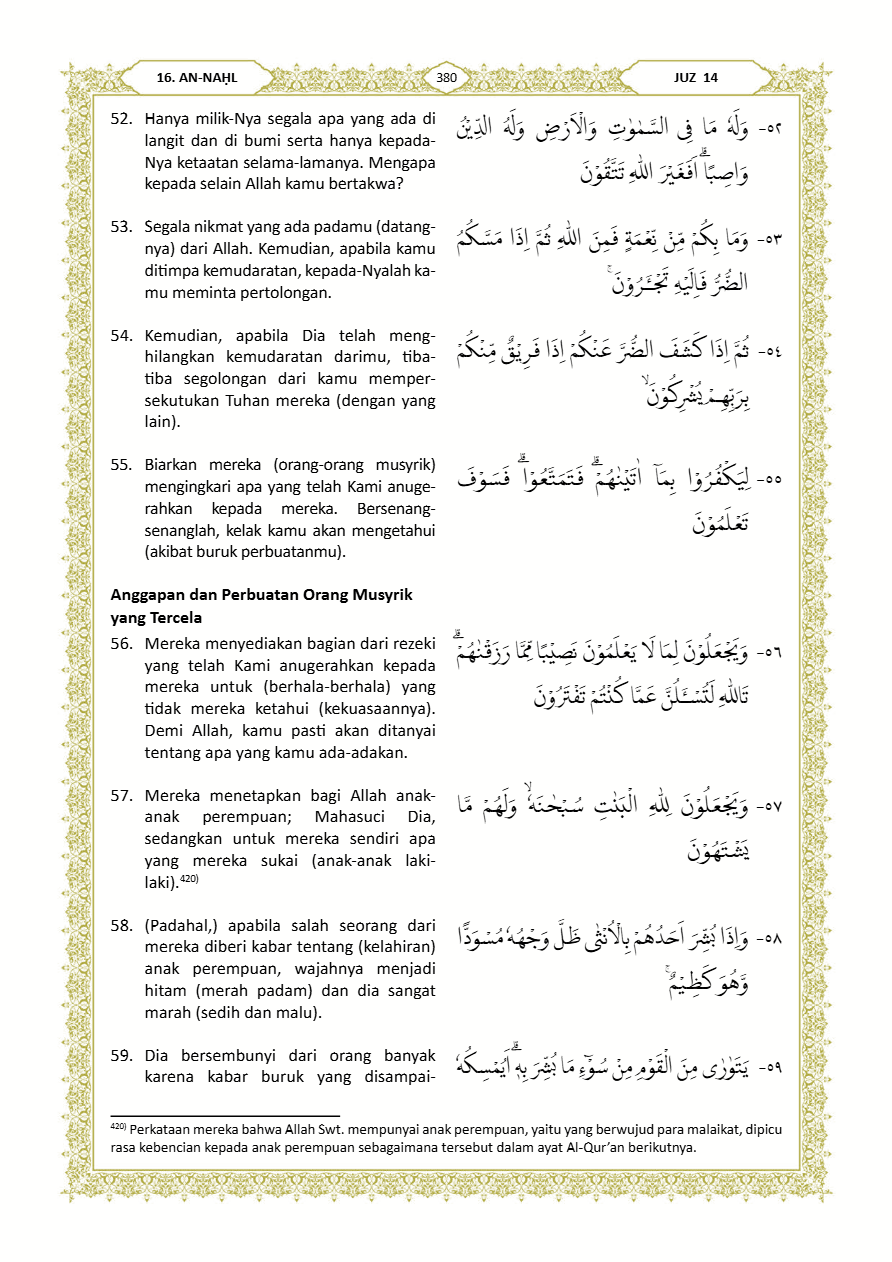 16. AN-NAḤL
380
JUZ 14
52. Hanya milik-Nya segala apa yang ada di
langit dan di bumi serta hanya kepada-
Nya ketaatan selama-lamanya. Mengapa
kepada selain Allah kamu bertakwa?
٥٢- وَلَهٗ مَا فِى السَّمٰوٰتِ وَالْاَرْضِ وَلَهُ الدِّيْنُ
وَاصِبًاۗ اَفَغَيْرَ اللّٰهِ تَتَّقُوْنَ
53. Segala nikmat yang ada padamu (datang-
nya) dari Allah. Kemudian, apabila kamu
ditimpa kemudaratan, kepada-Nyalah ka-
mu meminta pertolongan.
٥٣- وَمَا بِكُمْ مِّنْ نِّعْمَةٍ فَمِنَ اللّٰهِ ثُمَّ اِذَا مَسَّكُمُ
الضُّرُّ فَاِلَيْهِ تَجْـَٔرُوْنَۚ
54. Kemudian, apabila Dia telah meng-
hilangkan kemudaratan darimu, tiba-
tiba segolongan dari kamu memper-
sekutukan Tuhan mereka (dengan yang
lain).
٥٤- ثُمَّ اِذَا كَشَفَ الضُّرَّ عَنْكُمْ اِذَا فَرِيْقٌ مِّنْكُمْ
بِرَبِّهِمْ يُشْرِكُوْنَۙ
55. Biarkan mereka (orang-orang musyrik)
mengingkari apa yang telah Kami anuge-
rahkan kepada mereka. Bersenang-
senanglah, kelak kamu akan mengetahui
(akibat buruk perbuatanmu).
٥٥- لِيَكْفُرُوْا بِمَآ اٰتَيْنٰهُمْۗ فَتَمَتَّعُوْاۗ فَسَوْفَ
تَعْلَمُوْنَ
Anggapan dan Perbuatan Orang Musyrik
yang Tercela
56. Mereka menyediakan bagian dari rezeki
yang telah Kami anugerahkan kepada
mereka untuk (berhala-berhala) yang
tidak mereka ketahui (kekuasaannya).
Demi Allah, kamu pasti akan ditanyai
tentang apa yang kamu ada-adakan.
٥٦- وَيَجْعَلُوْنَ لِمَا لَا يَعْلَمُوْنَ نَصِيْبًا مِّمَّا رَزَقْنٰهُمْۗ
تَاللّٰهِ لَتُسْـَٔلُنَّ عَمَّا كُنْتُمْ تَفْتَرُوْنَ
57. Mereka menetapkan bagi Allah anak-
anak perempuan; Mahasuci Dia,
sedangkan untuk mereka sendiri apa
yang mereka sukai (anak-anak laki-
laki).420)
٥٧- وَيَجْعَلُوْنَ لِلّٰهِ الْبَنٰتِ سُبْحٰنَهٗۙ وَلَهُمْ مَّا
يَشْتَهُوْنَ
58. (Padahal,) apabila salah seorang dari
mereka diberi kabar tentang (kelahiran)
anak perempuan, wajahnya menjadi
hitam (merah padam) dan dia sangat
marah (sedih dan malu).
٥٨- وَاِذَا بُشِّرَ اَحَدُهُمْ بِالْاُنْثٰى ظَلَّ وَجْهُهٗ مُسْوَدًّا
وَّهُوَ كَظِيْمٌۚ
59. Dia bersembunyi dari orang banyak
karena kabar buruk yang disampai-
٥٩- يَتَوٰرٰى مِنَ الْقَوْمِ مِنْ سُوْۤءِ مَا بُشِّرَ بِهٖۗ اَيُمْسِكُهٗ
420) Perkataan mereka bahwa Allah Swt. mempunyai anak perempuan, yaitu yang berwujud para malaikat, dipicu
rasa kebencian kepada anak perempuan sebagaimana tersebut dalam ayat Al-Qur’an berikutnya.